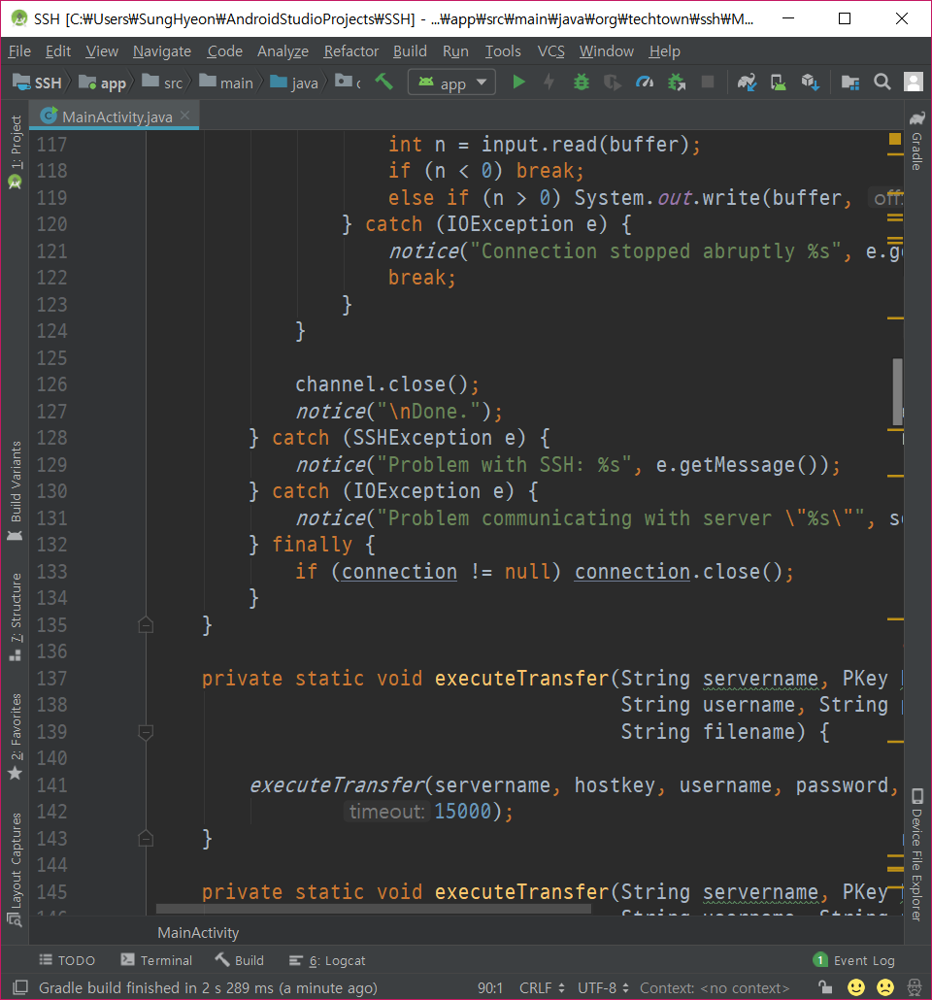 SSH [C:₩Users₩SungHyeon₩AndroidStudioProjects₩SSH] - ...₩app₩src₩main₩java₩org₩techtown₩ssh₩M...
File Edit View Navigate Code Analyze Refactor Build Run Tools VCS Window Help
SSH app src main java app
MainActivity.java
1: Project
Build Variants
7: Structure
2: Favorites
Layout Captures
117 int n = input.read(buffer);
118 if (n < 0) break;
119 else if (n > 0) System.out.write(buffer, off:
120 } catch (IOException e) {
121 notice("Connection stopped abruptly %s", e.ge
122 break;
123 }
124 }
125
126 channel.close();
127 notice("\nDone.");
128 } catch (SSHException e) {
129 notice("Problem with SSH: %s", e.getMessage());
130 } catch (IOException e) {
131 notice("Problem communicating with server \"%s\"", se
132 } finally {
133 if (connection != null) connection.close();
134 }
135 }
136
137 private static void executeTransfer(String servername, PKey
138 String username, String
139 String filename) {
140
141 executeTransfer(servername, hostkey, username, password,
142 timeout: 15000);
143 }
144
145 private static void executeTransfer(String servername, PKey
146 String username, String
Gradle
Device File Explorer
MainActivity
TODO Terminal Build 6: Logcat 1 Event Log
Gradle build finished in 2 s 289 ms (a minute ago) 90:1 CRLF UTF-8 Context: <no context>